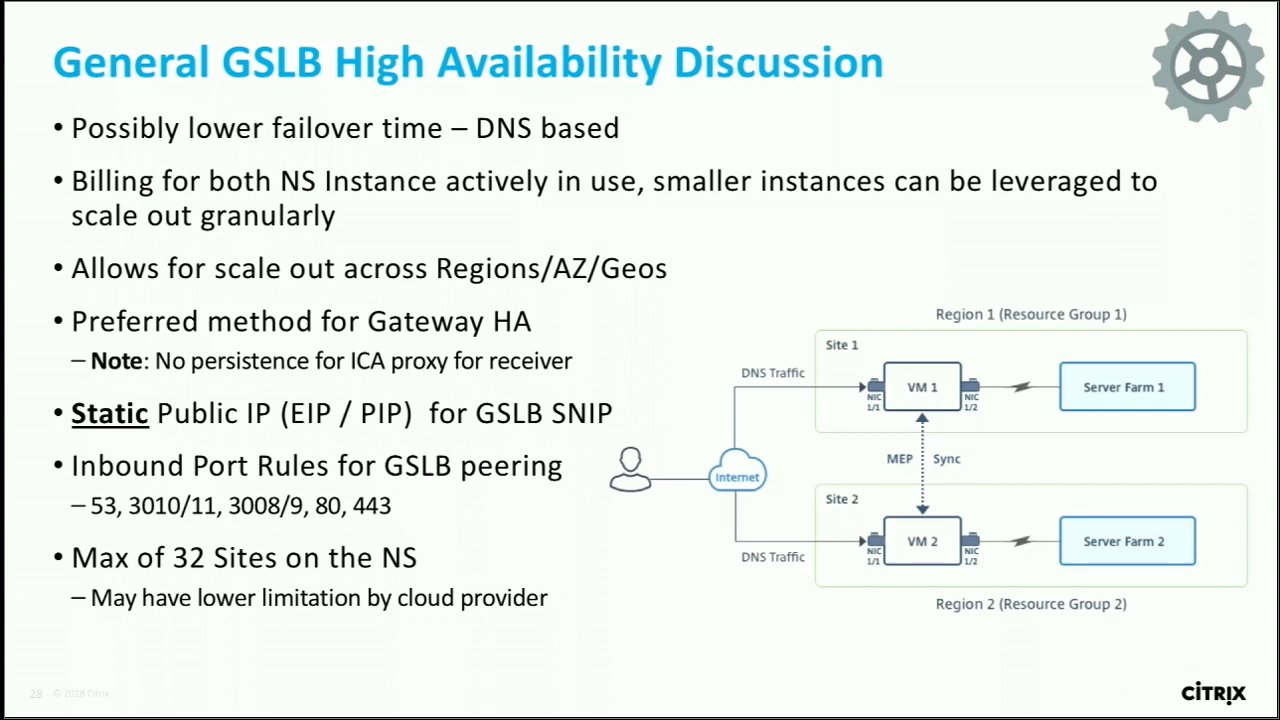 General GSLB High Availability Discussion
• Possibly lower failover time – DNS based
• Billing for both NS Instance actively in use, smaller instances can be leveraged to
scale out granularly
• Allows for scale out across Regions/AZ/Geos
• Preferred method for Gateway HA
– Note: No persistence for ICA proxy for receiver
• Static Public IP (EIP / PIP) for GSLB SNIP
• Inbound Port Rules for GSLB peering
– 53, 3010/11, 3008/9, 80, 443
• Max of 32 Sites on the NS
– May have lower limitation by cloud provider
Region 1 (Resource Group 1)
Site 1
DNS Traffic
VM 1
NIC
1/1
NIC
1/2
Server Farm 1
MEP
Sync
Internet
Site 2
VM 2
NIC
1/1
NIC
1/2
Server Farm 2
DNS Traffic
Region 2 (Resource Group 2)
28
© 2018 Citrix
CITRIX